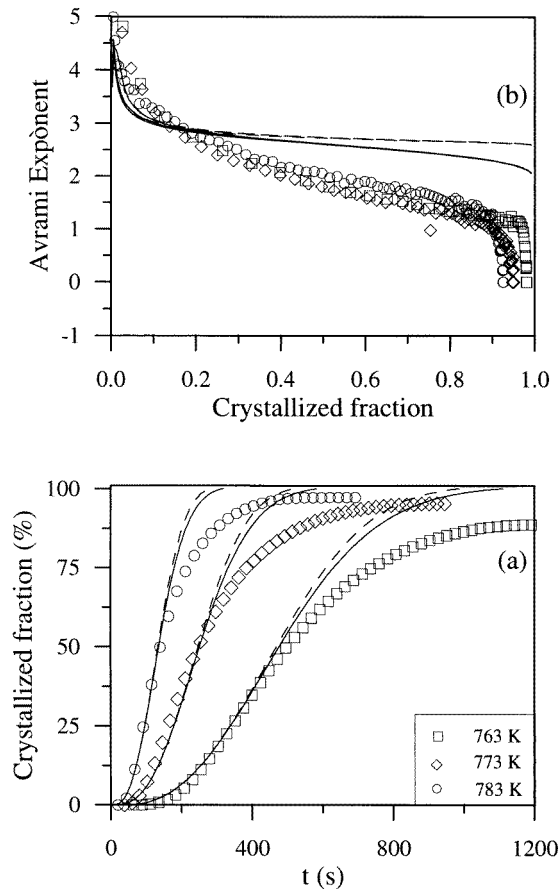 5
4
3
2
1
0
-1
Avrami Expònent
(b)
0.0 0.2 0.4 0.6 0.8 1.0
Crystallized fraction
100
75
50
25
0
Crystallized fraction (%)
(a)
763 K
773 K
783 K
0 400 800 1200
t (s)